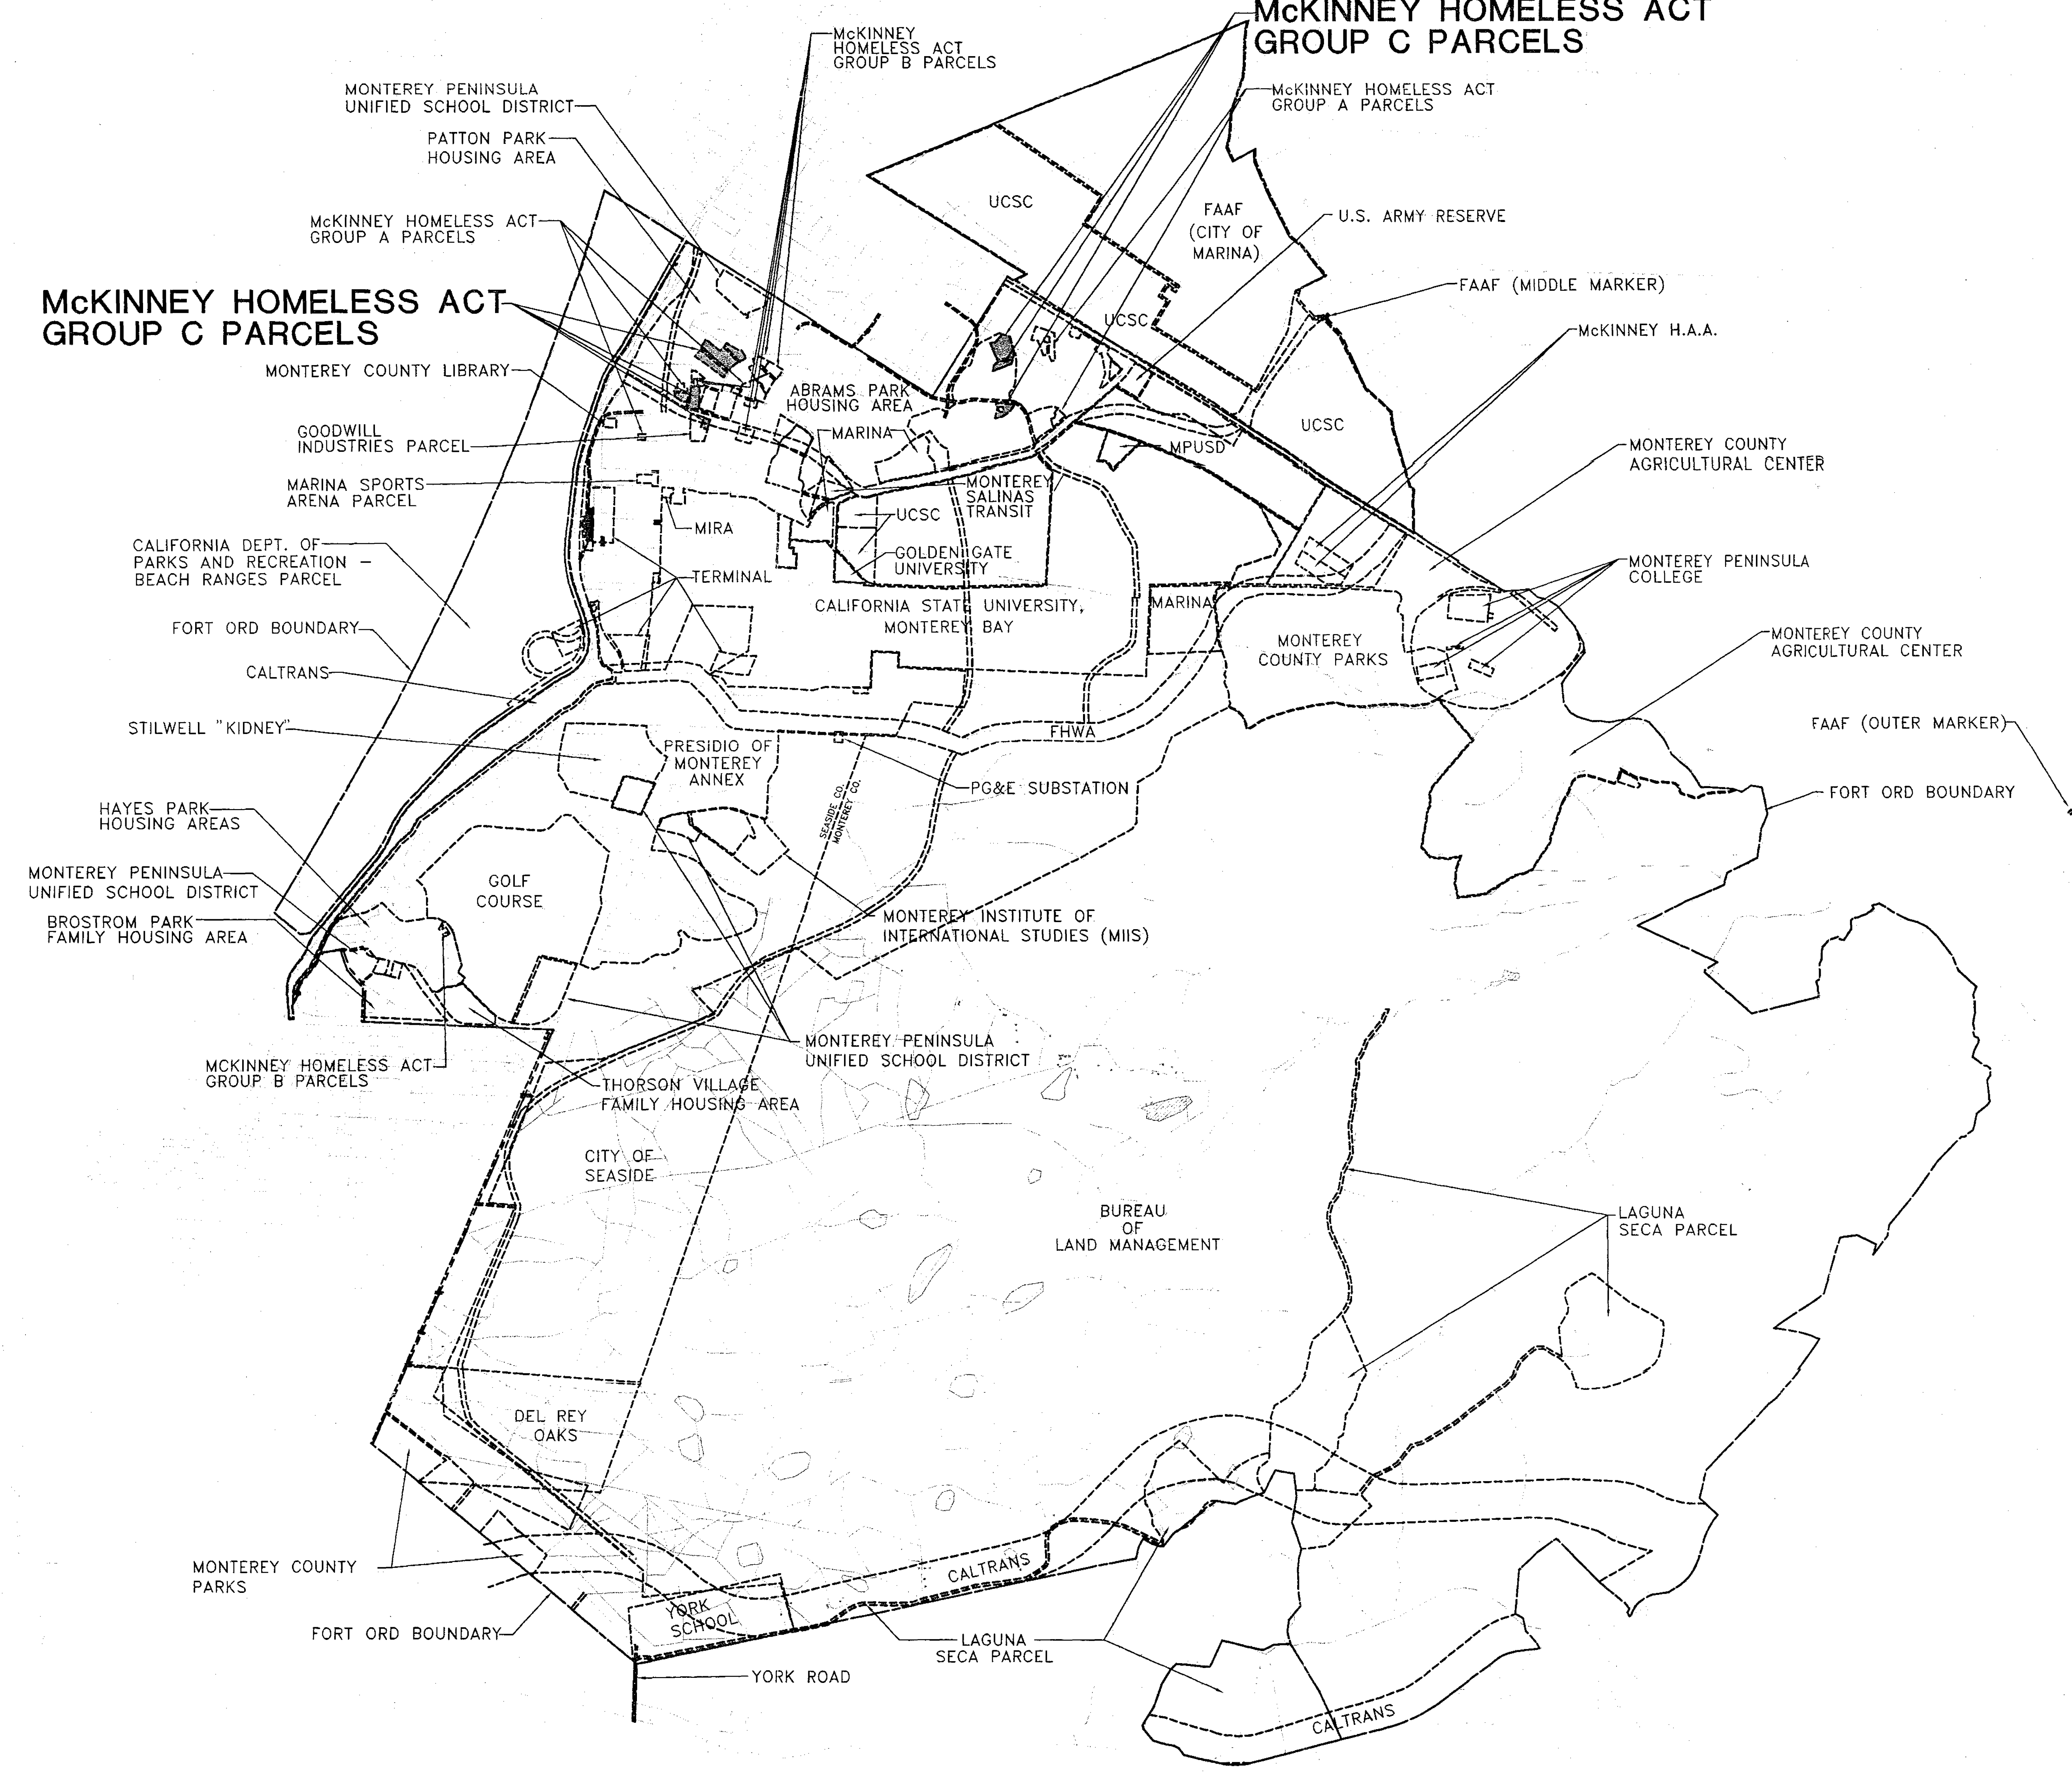 McKINNEY HOMELESS ACT
GROUP C PARCELS
McKINNEY
HOMELESS ACT
GROUP B PARCELS
MONTEREY PENINSULA
UNIFIED SCHOOL DISTRICT
McKINNEY HOMELESS ACT
GROUP A PARCELS
PATTON PARK
HOUSING AREA
UCSC
FAAF
(CITY OF
MARINA)
U.S. ARMY RESERVE
McKINNEY HOMELESS ACT
GROUP A PARCELS
FAAF (MIDDLE MARKER)
McKINNEY HOMELESS ACT
GROUP C PARCELS
UCSC
McKINNEY H.A.A.
MONTEREY COUNTY LIBRARY
ABRAMS PARK
HOUSING AREA
UCSC
GOODWILL
INDUSTRIES PARCEL
MARINA
MPUSD
MONTEREY COUNTY
AGRICULTURAL CENTER
MARINA SPORTS
ARENA PARCEL
MONTEREY
SALINAS
TRANSIT
UCSC
MIRA
CALIFORNIA DEPT. OF
PARKS AND RECREATION –
BEACH RANGES PARCEL
GOLDEN GATE
UNIVERSITY
MONTEREY PENINSULA
COLLEGE
TERMINAL
CALIFORNIA STATE UNIVERSITY,
MONTEREY BAY
MARINA
FORT ORD BOUNDARY
MONTEREY
COUNTY PARKS
MONTEREY COUNTY
AGRICULTURAL CENTER
CALTRANS
STILWELL "KIDNEY"
FHWA
FAAF (OUTER MARKER)
PRESIDIO OF
MONTEREY
ANNEX
PG&E SUBSTATION
FORT ORD BOUNDARY
SEASIDE CO.
MONTEREY CO.
HAYES PARK
HOUSING AREAS
MONTEREY PENINSULA
UNIFIED SCHOOL DISTRICT
GOLF
COURSE
BROSTROM PARK
FAMILY HOUSING AREA
MONTEREY INSTITUTE OF
INTERNATIONAL STUDIES (MIIS)
MONTEREY PENINSULA
UNIFIED SCHOOL DISTRICT
MCKINNEY HOMELESS ACT
GROUP B PARCELS
THORSON VILLAGE
FAMILY HOUSING AREA
CITY OF
SEASIDE
BUREAU
OF
LAND MANAGEMENT
LAGUNA
SECA PARCEL
DEL REY
OAKS
MONTEREY COUNTY
PARKS
CALTRANS
YORK
SCHOOL
FORT ORD BOUNDARY
LAGUNA
SECA PARCEL
YORK ROAD
CALTRANS